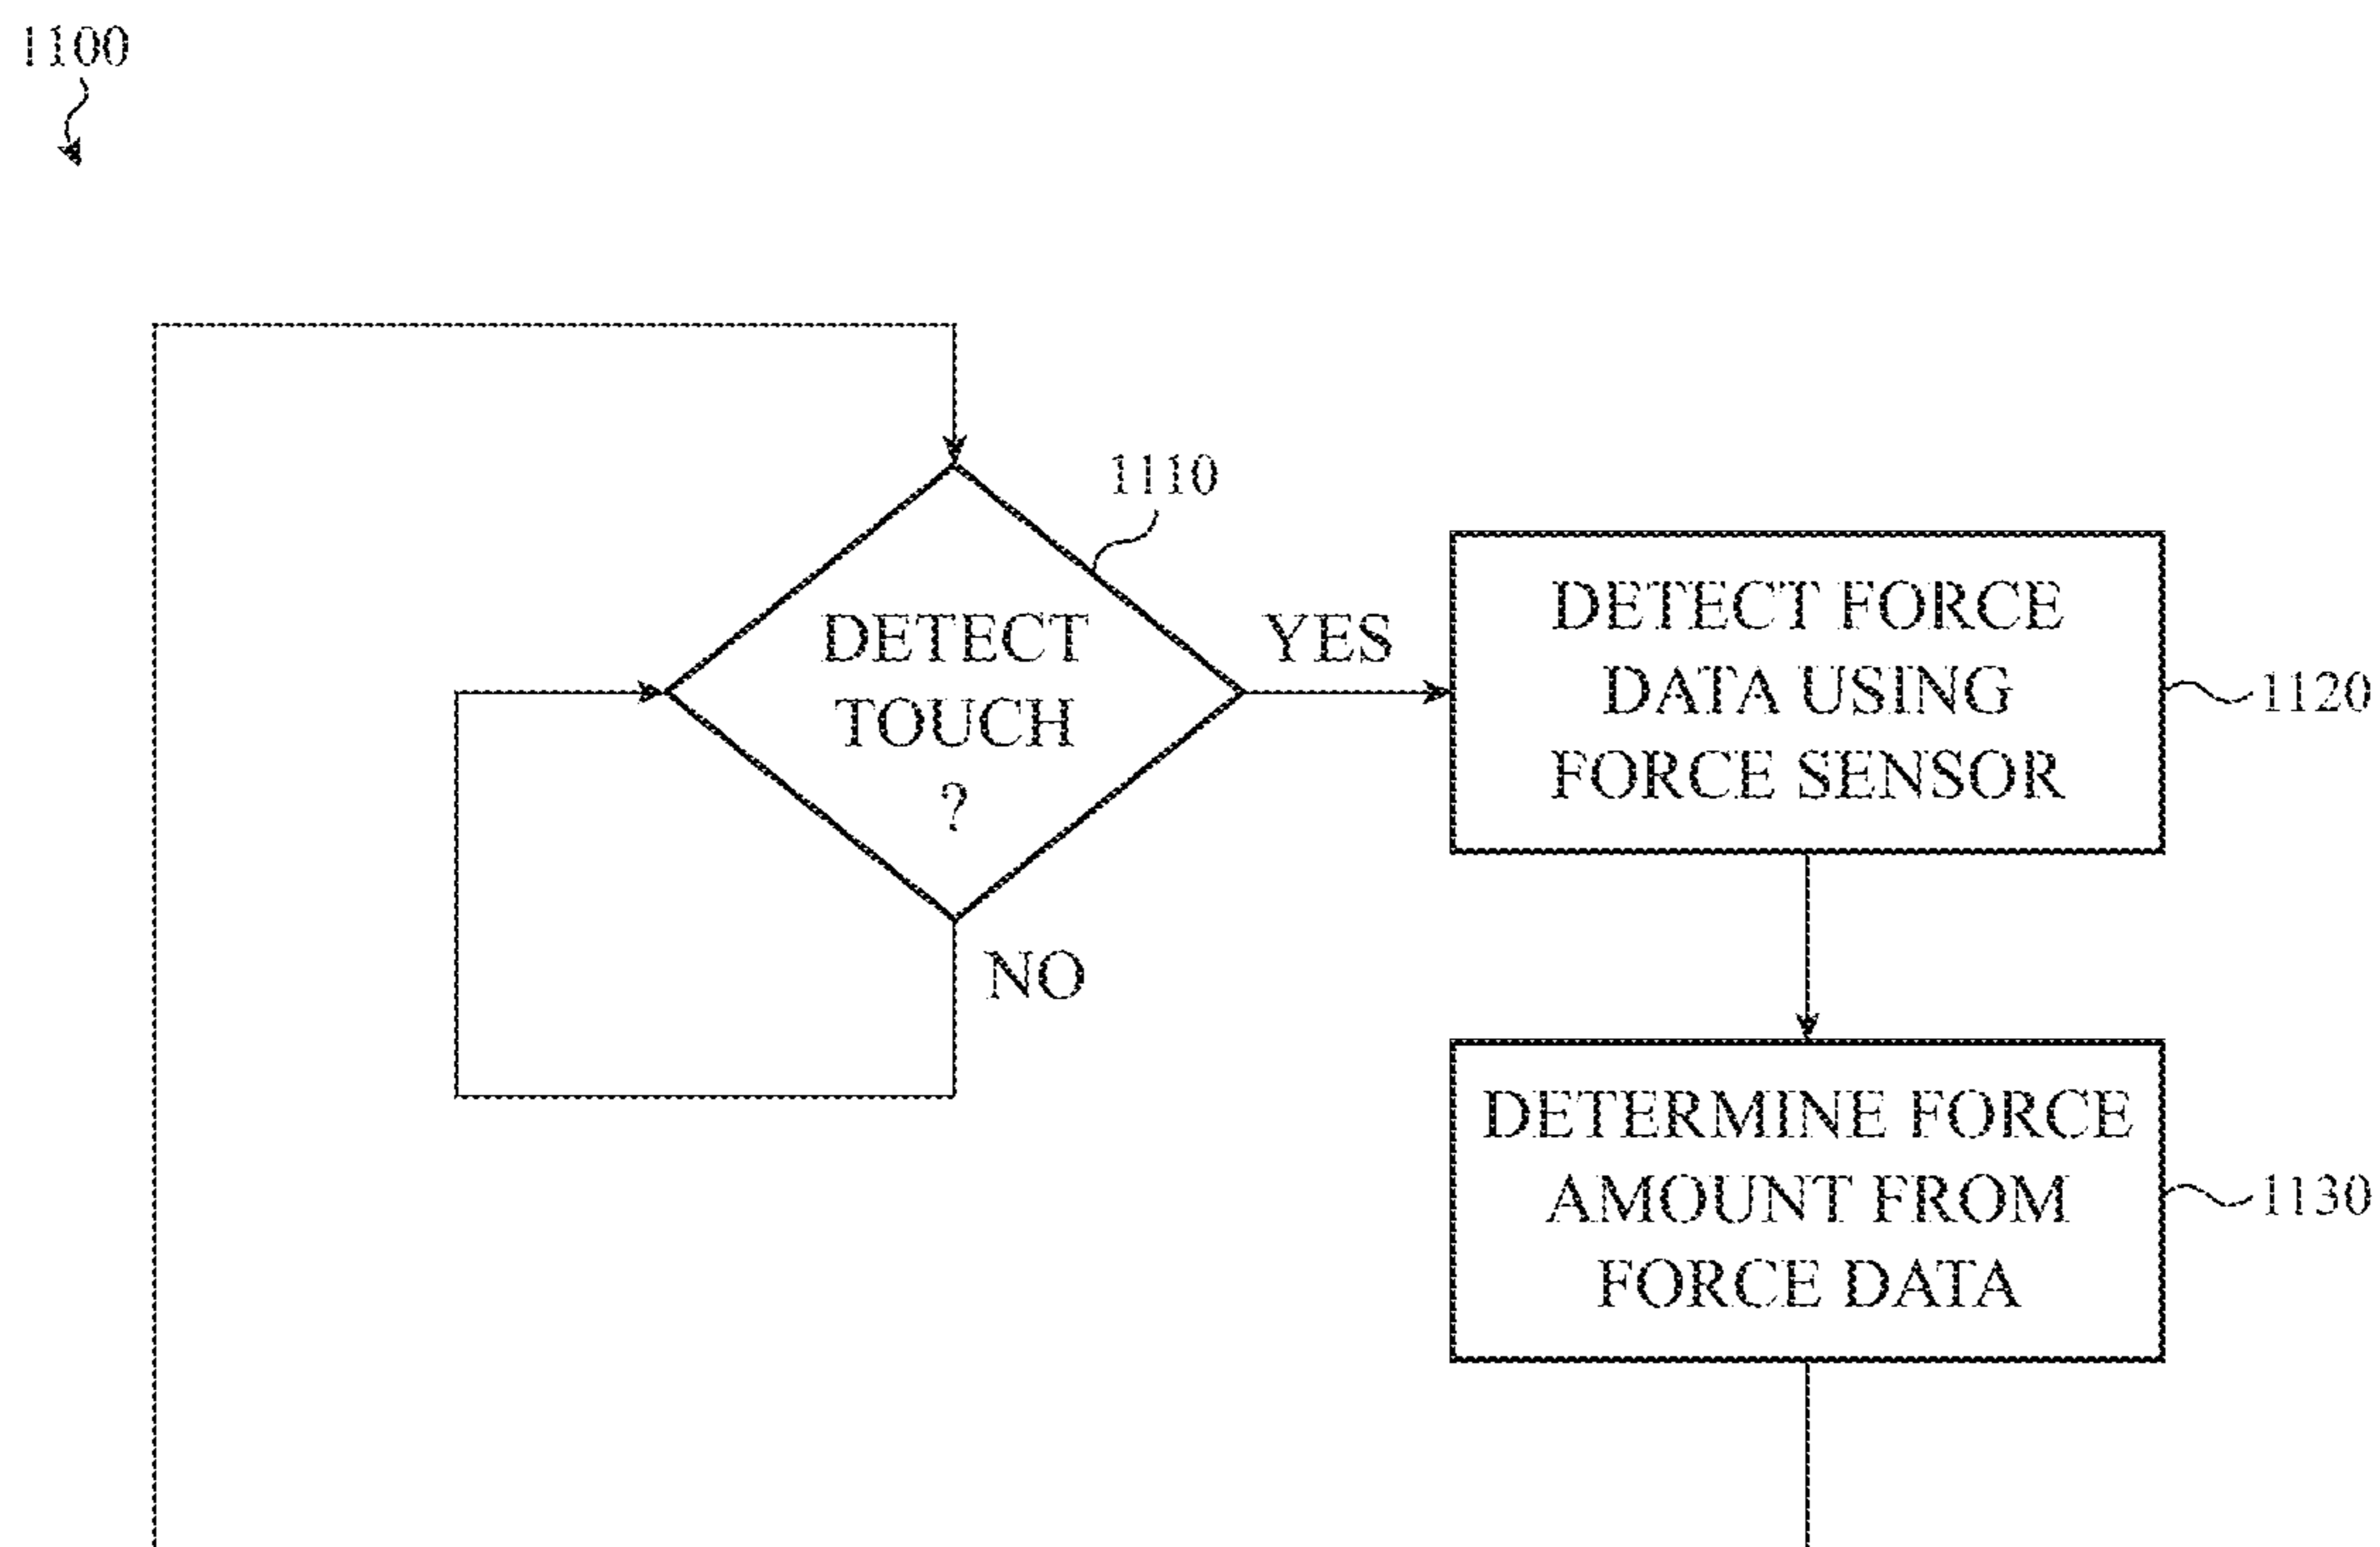 1100
1110
DETECT
TOUCH
?
YES
NO
DETECT FORCE
DATA USING
FORCE SENSOR
1120
DETERMINE FORCE
AMOUNT FROM
FORCE DATA
1130